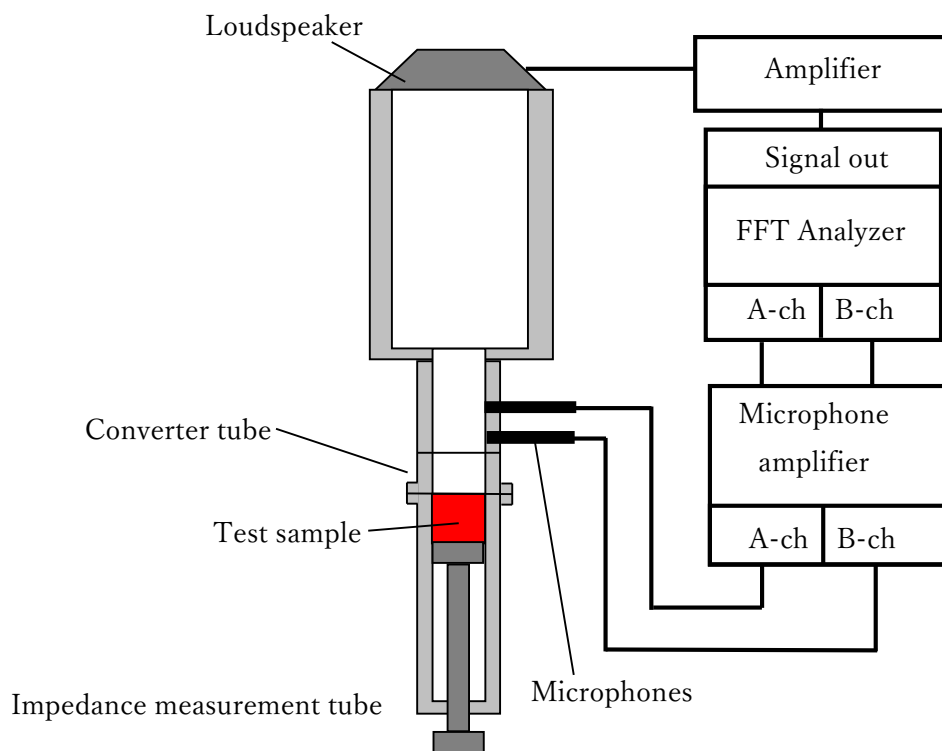 Loudspeaker
Amplifier
Signal out
FFT Analyzer
A-ch B-ch
Microphone
amplifier
A-ch B-ch
Converter tube
Test sample
Microphones
Impedance measurement tube